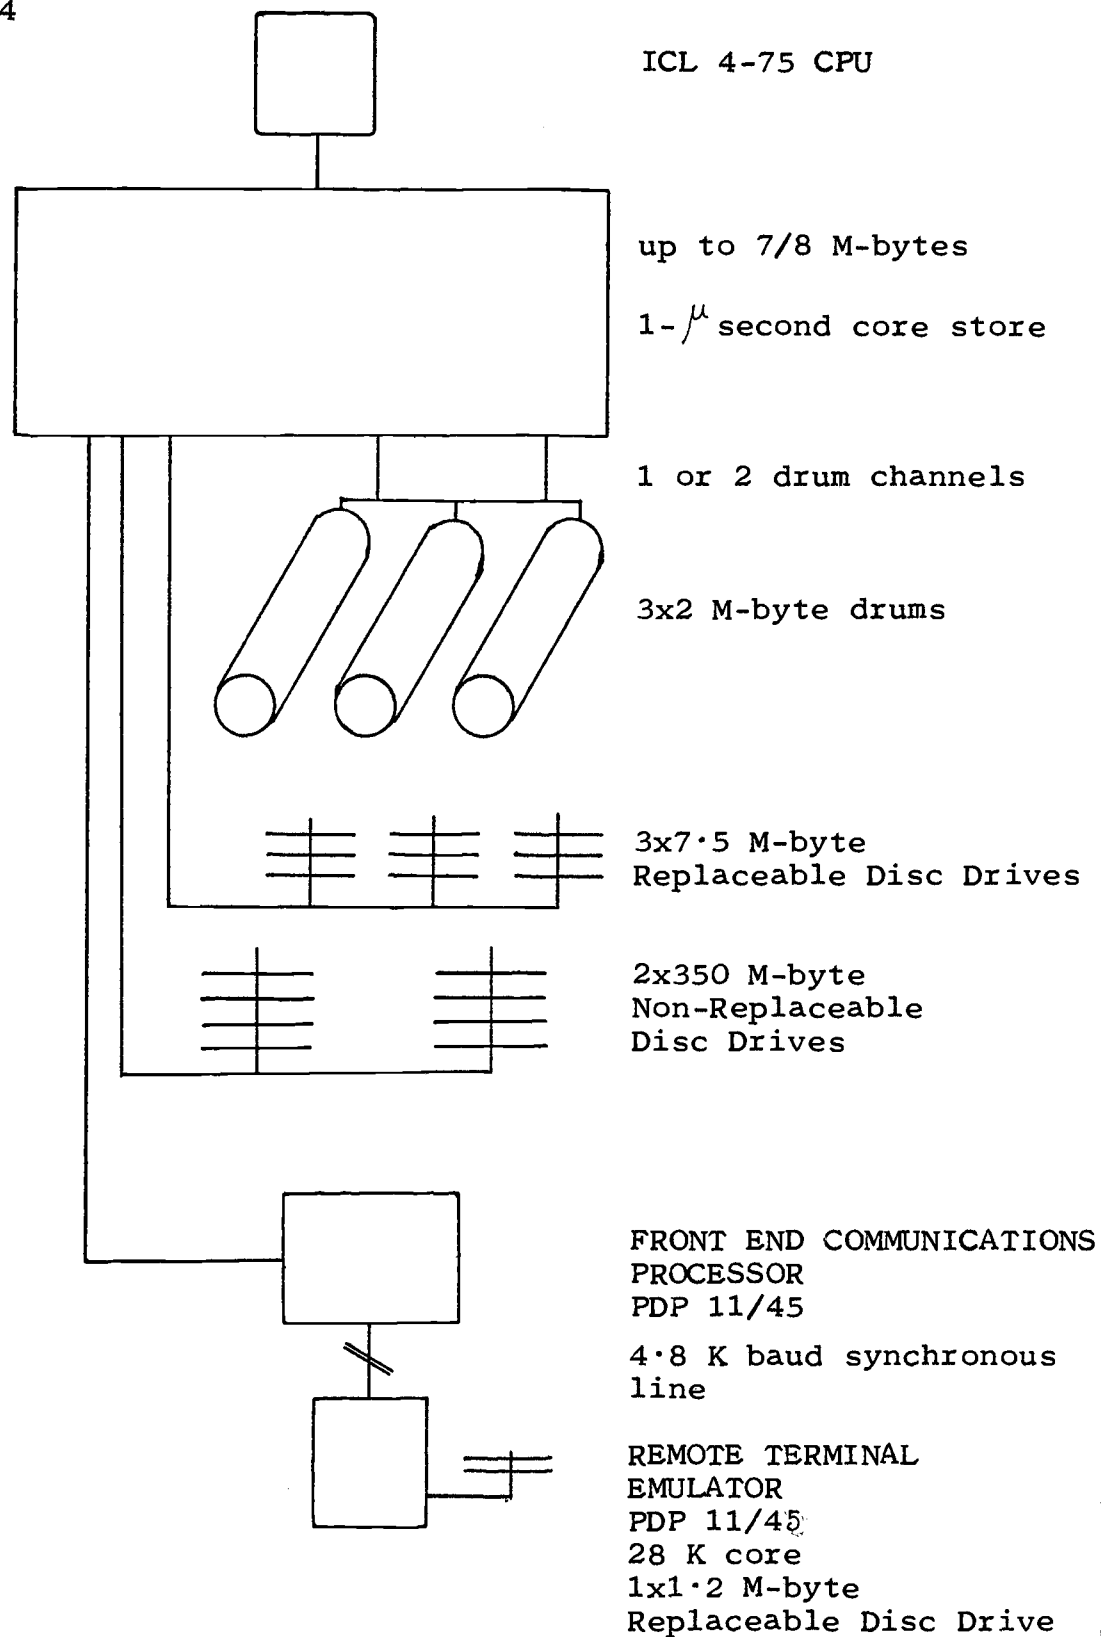 4
ICL 4-75 CPU
up to 7/8 M-bytes
1-μ second core store
1 or 2 drum channels
3x2 M-byte drums
3x7·5 M-byte
Replaceable Disc Drives
2x350 M-byte
Non-Replaceable
Disc Drives
FRONT END COMMUNICATIONS
PROCESSOR
PDP 11/45
4·8 K baud synchronous
line
REMOTE TERMINAL
EMULATOR
PDP 11/45
28 K core
1x1·2 M-byte
Replaceable Disc Drive